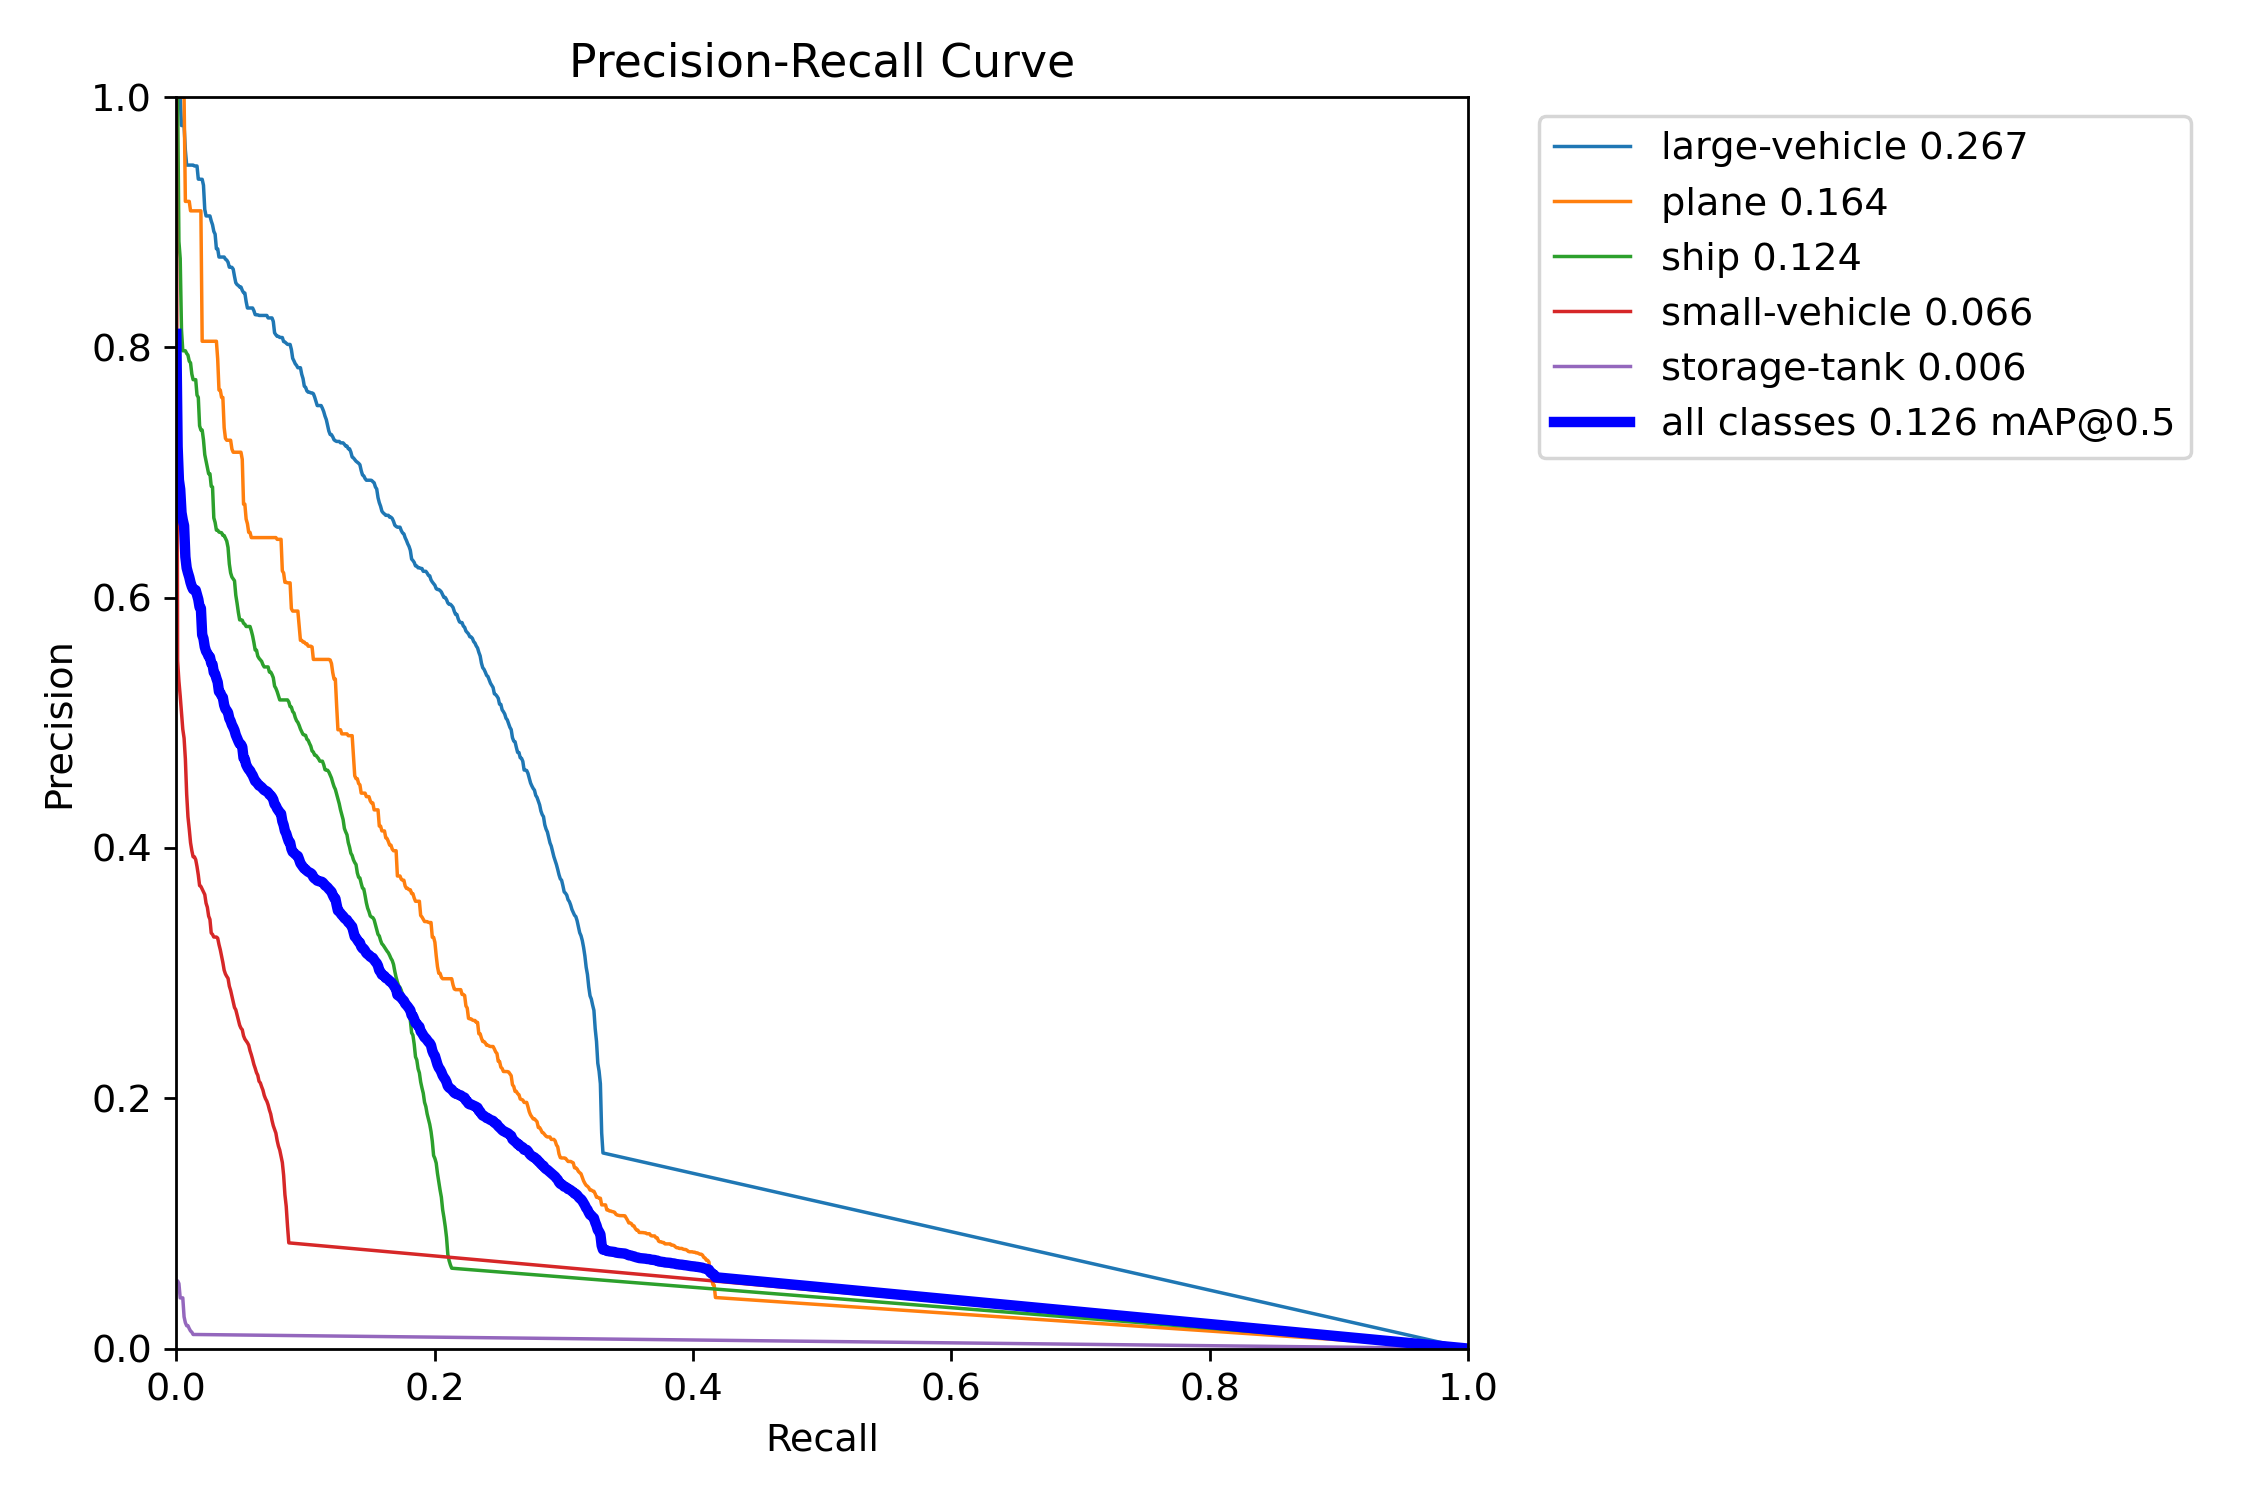 Precision-Recall Curve
large-vehicle 0.267
plane 0.164
ship 0.124
small-vehicle 0.066
storage-tank 0.006
all classes 0.126 mAP@0.5
Precision
1.0
0.8
0.6
0.4
0.2
0.0
0.0 0.2 0.4 0.6 0.8 1.0
Recall